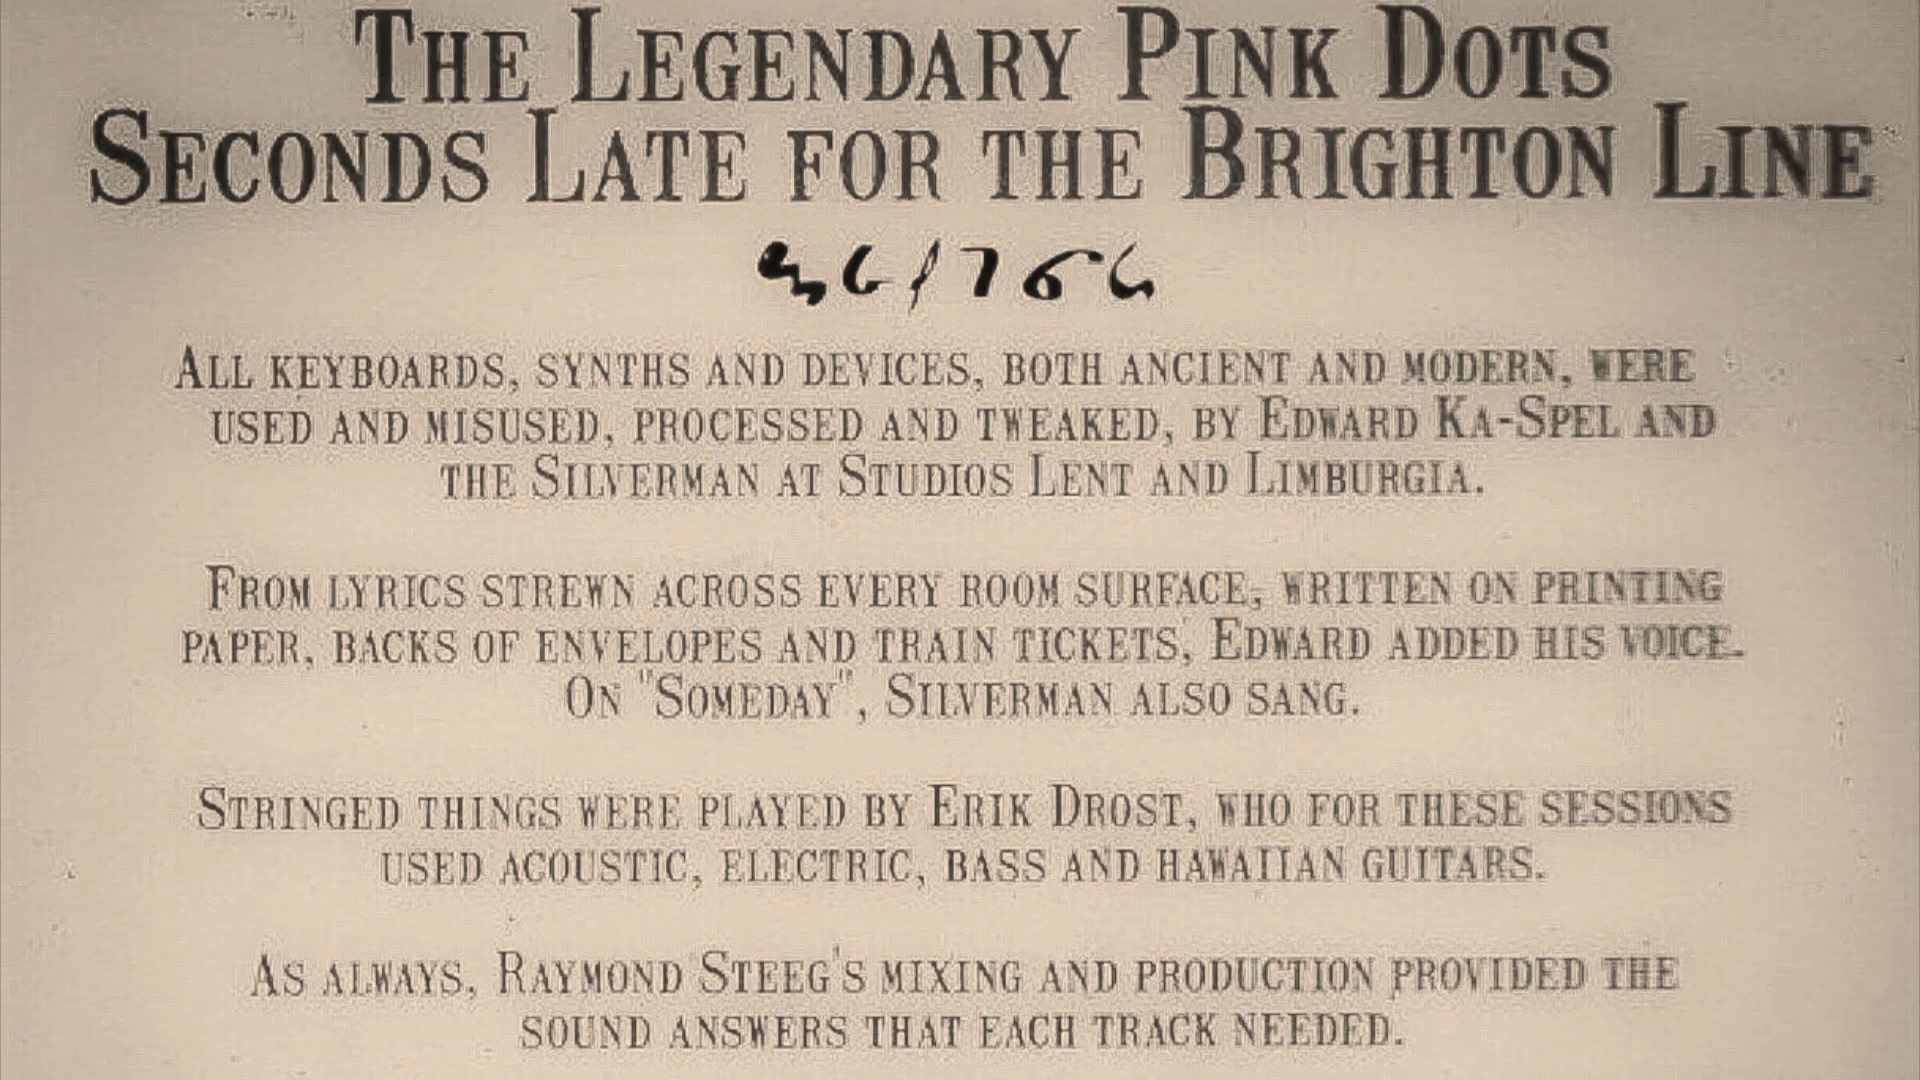 THE LEGENDARY PINK DOTS
SECONDS LATE FOR THE BRIGHTON LINE
ALL KEYBOARDS, SYNTHS AND DEVICES, BOTH ANCIENT AND MODERN, WERE
USED AND MISUSED, PROCESSED AND TWEAKED, BY EDWARD KA-SPEL AND
THE SILVERMAN AT STUDIOS LENT AND LIMBURGIA.
FROM LYRICS STREWN ACROSS EVERY ROOM SURFACE, WRITTEN ON PRINTING
PAPER, BACKS OF ENVELOPES AND TRAIN TICKETS, EDWARD ADDED HIS VOICE.
ON "SOMEDAY", SILVERMAN ALSO SANG.
STRINGED THINGS WERE PLAYED BY ERIK DROST, WHO FOR THESE SESSIONS
USED ACOUSTIC, ELECTRIC, BASS AND HAWAIIAN GUITARS.
AS ALWAYS, RAYMOND STEEG'S MIXING AND PRODUCTION PROVIDED THE
SOUND ANSWERS THAT EACH TRACK NEEDED.